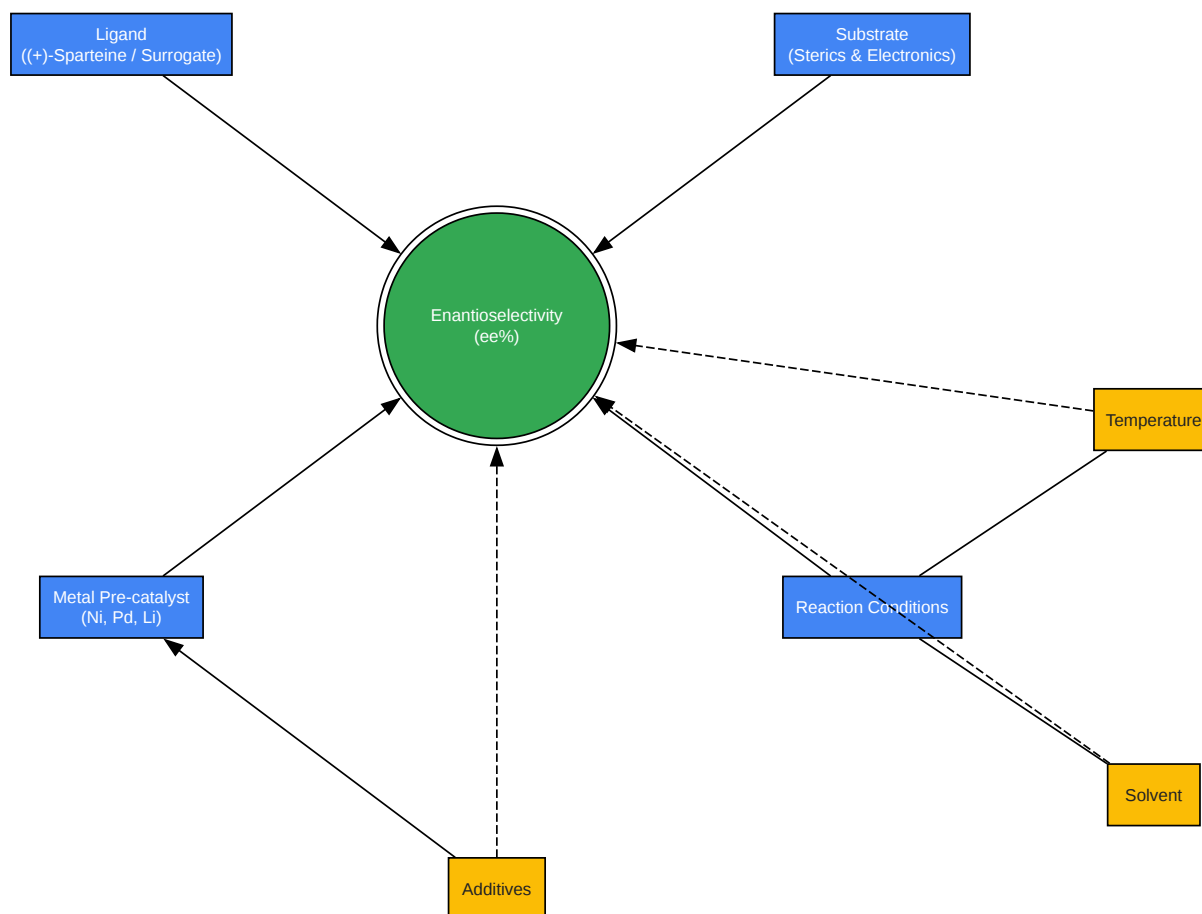 Ligand
((+)-Sparteine / Surrogate)
Substrate
(Sterics & Electronics)
Enantioselectivity
(ee%)
Temperature
Metal Pre-catalyst
(Ni, Pd, Li)
Reaction Conditions
Solvent
Additives